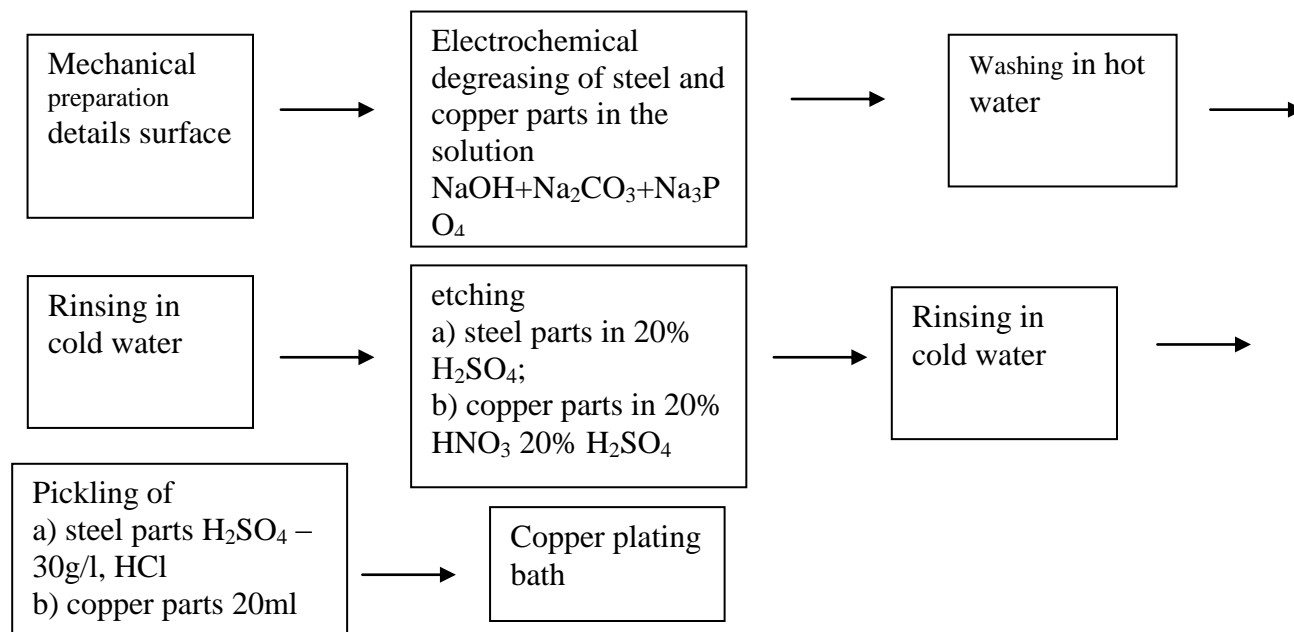 Mechanical
preparation
details surface
Electrochemical
degreasing of steel and
copper parts in the
solution
NaOH+Na₂CO₃+Na₃P
O₄
Washing in hot
water
Rinsing in
cold water
etching
a) steel parts in 20%
H₂SO₄;
b) copper parts in 20%
HNO₃ 20% H₂SO₄
Rinsing in
cold water
Pickling of
a) steel parts H₂SO₄ –
30g/l, HCl
b) copper parts 20ml
Copper plating
bath